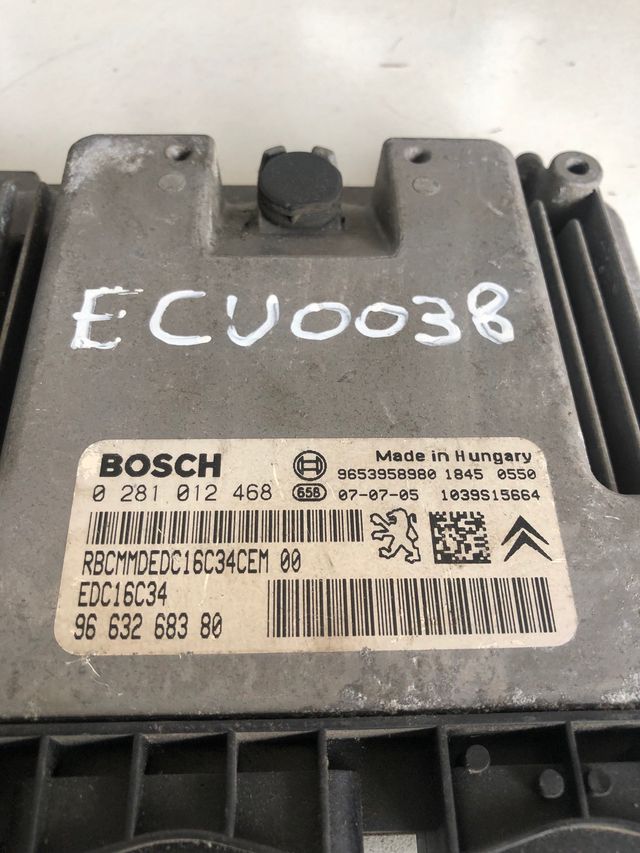 ECU0038
BOSCH
Made in Hungary
9653958980 1845 0550
0 281 012 468
658
07-07-05 1039S15664
RBCMMDEDC16C34CEM 00
EDC16C34
96 632 683 80